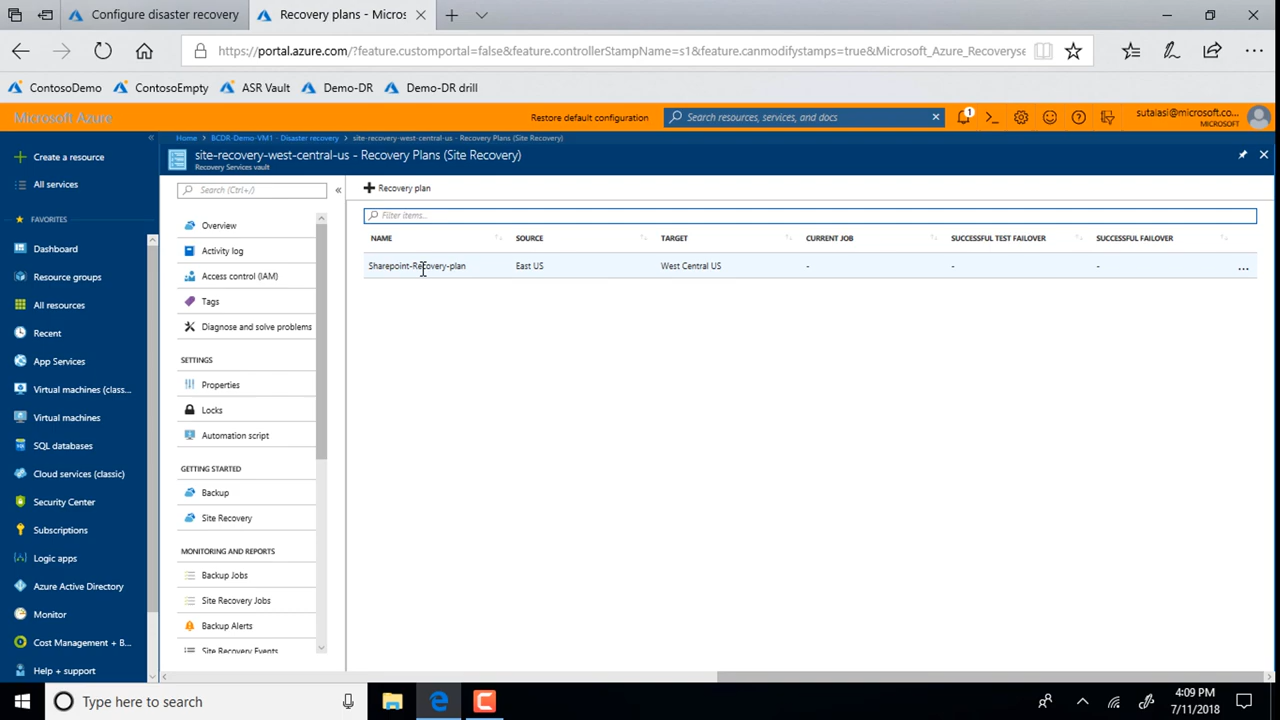 Configure disaster recovery
Recovery plans - Micros
https://portal.azure.com/?feature.customportal=false&feature.controllerStampName=s1&feature.canmodifystamps=true&Microsoft_Azure_Recoveryse
ContosoDemo ContosoEmpty ASR Vault Demo-DR Demo-DR drill
Microsoft Azure
Restore default configuration
Search resources, services, and docs
1
sutalasi@microsoft.co...
MICROSOFT
Home BCDR-Demo-VM1 - Disaster recovery site-recovery-west-central-us - Recovery Plans (Site Recovery)
site-recovery-west-central-us - Recovery Plans (Site Recovery)
Recovery Services vault
Create a resource
All services
FAVORITES
Dashboard
Resource groups
All resources
Recent
App Services
Virtual machines (clas...
Virtual machines
SQL databases
Cloud services (classic)
Security Center
Subscriptions
Logic apps
Azure Active Directory
Monitor
Cost Management + B...
Help + support
Search (Ctrl+/)
Overview
Activity log
Access control (IAM)
Tags
Diagnose and solve problems
SETTINGS
Properties
Locks
Automation script
GETTING STARTED
Backup
Site Recovery
MONITORING AND REPORTS
Backup Jobs
Site Recovery Jobs
Backup Alerts
Site Recovery Events
Recovery plan
Filter items...
NAME SOURCE TARGET CURRENT JOB SUCCESSFUL TEST FAILOVER SUCCESSFUL FAILOVER
Sharepoint-Recovery-plan East US West Central US - - - ...
Type here to search
4:09 PM
7/11/2018